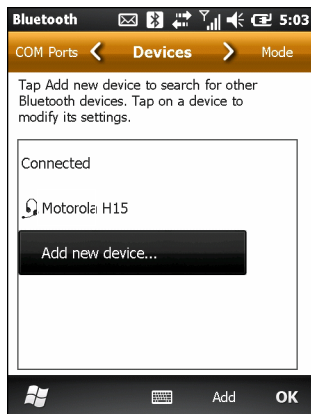 Bluetooth 5:03
COM Ports Devices Mode
Tap Add new device to search for other
Bluetooth devices. Tap on a device to
modify its settings.
Connected
Motorola H15
Add new device...
Add OK